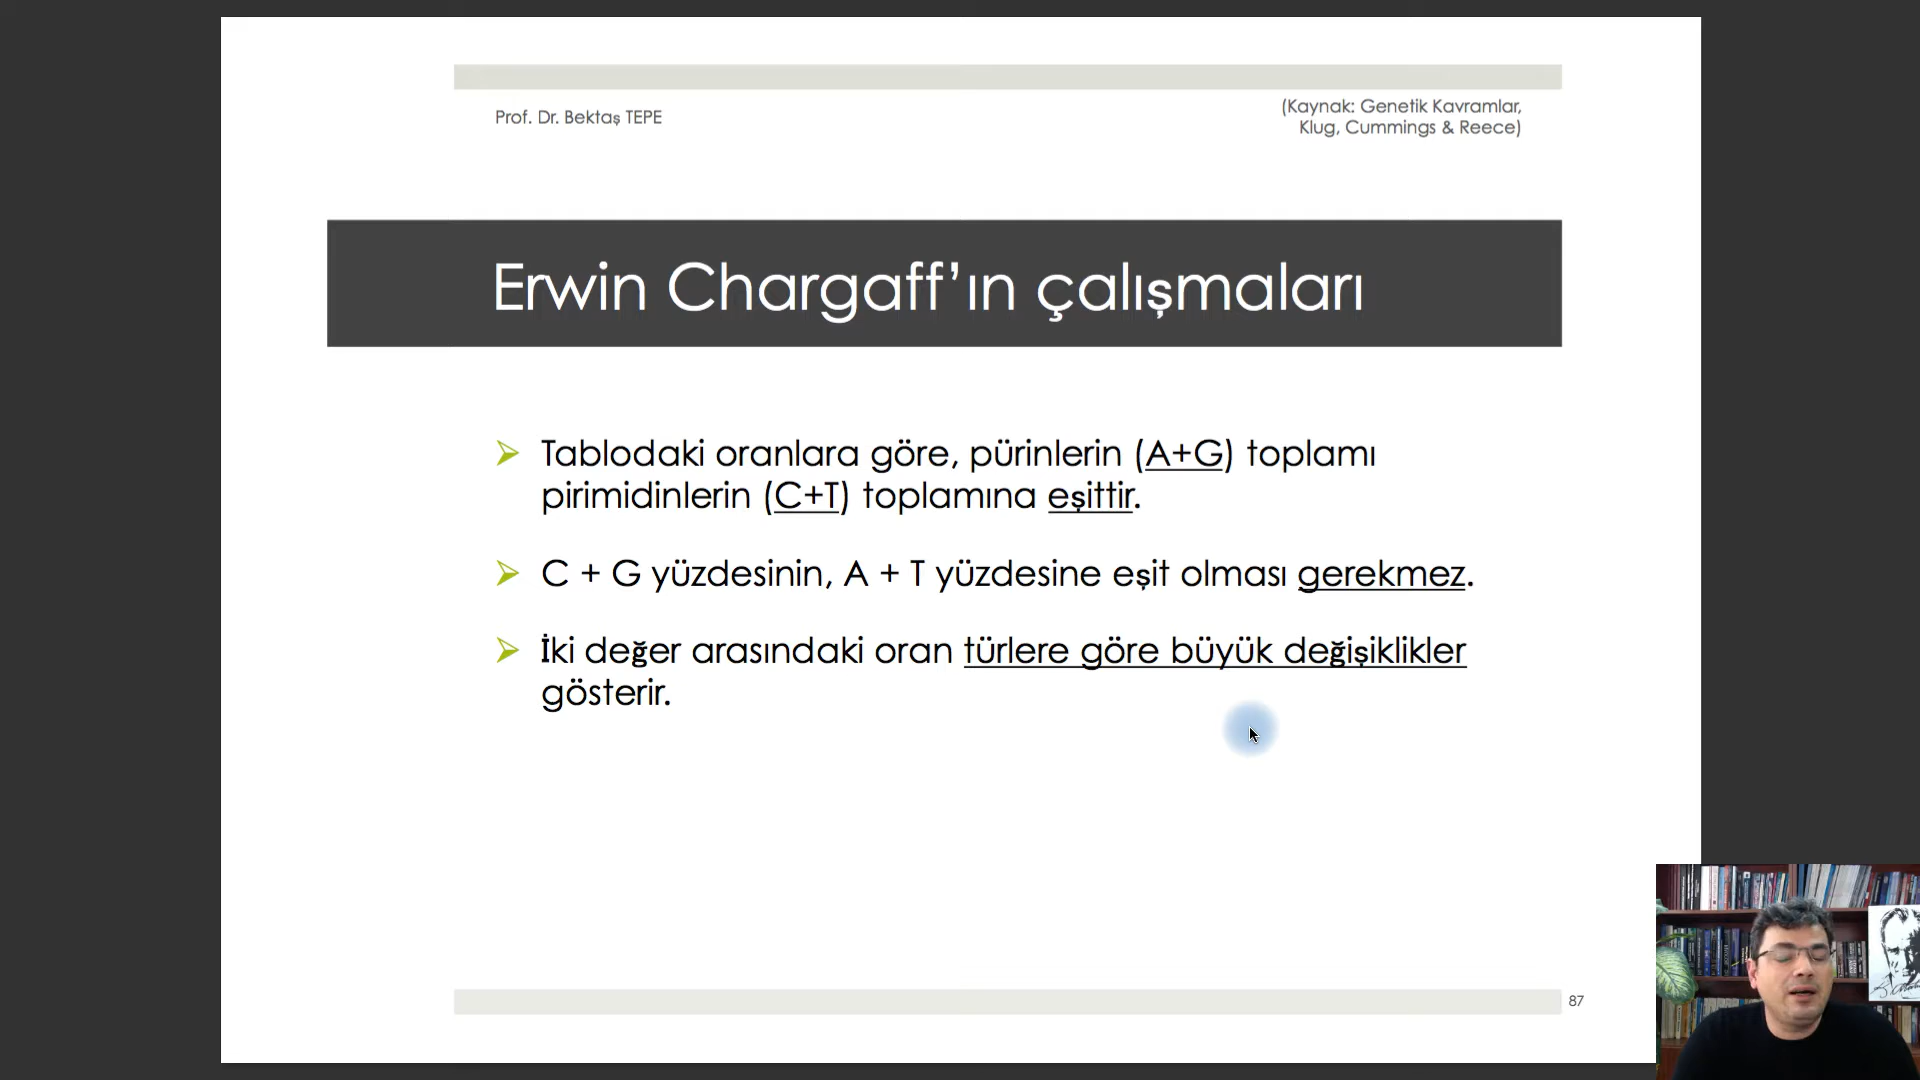 Prof. Dr. Bektaş TEPE
(Kaynak: Genetik Kavramlar,
Klug, Cummings & Reece)
Erwin Chargaff’ın çalışmaları
Tablodaki oranlara göre, pürinlerin (A+G) toplamı
pirimidinlerin (C+T) toplamına eşittir.
C + G yüzdesinin, A + T yüzdesine eşit olması gerekmez.
İki değer arasındaki oran türlere göre büyük değişiklikler
gösterir.
87